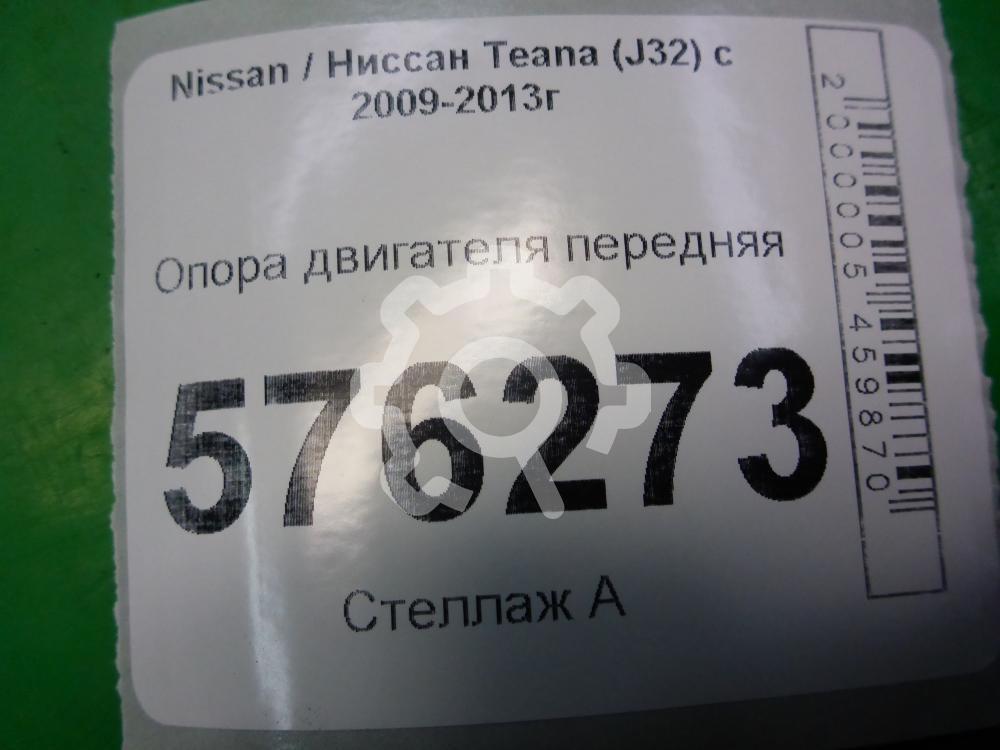 Nissan / Ниссан Teana (J32) с
2009-2013г
Опора двигателя передняя
576273
Стеллаж А
2000005459870